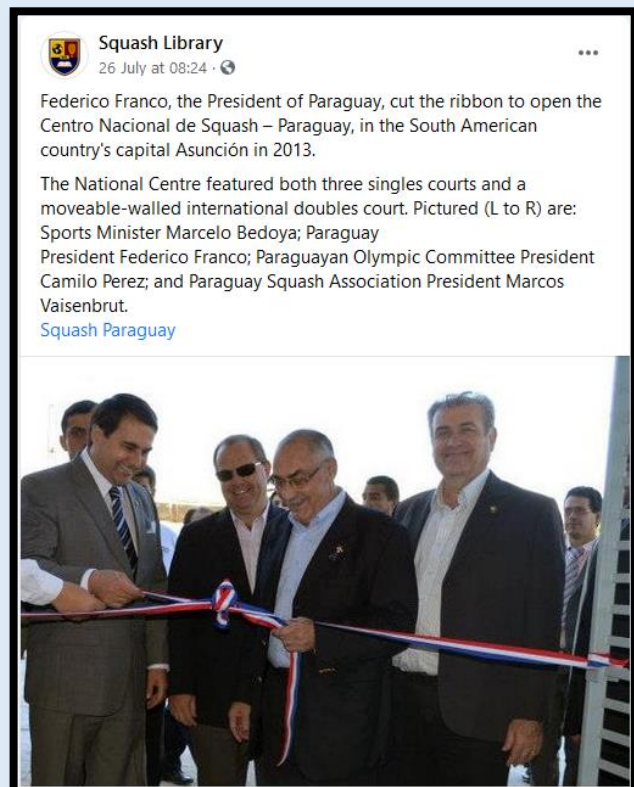 Squash Library
26 July at 08:24 ·
Federico Franco, the President of Paraguay, cut the ribbon to open the
Centro Nacional de Squash – Paraguay, in the South American
country's capital Asunción in 2013.
The National Centre featured both three singles courts and a
moveable-walled international doubles court. Pictured (L to R) are:
Sports Minister Marcelo Bedoya; Paraguay
President Federico Franco; Paraguayan Olympic Committee President
Camilo Perez; and Paraguay Squash Association President Marcos
Vaisenbrut.
Squash Paraguay